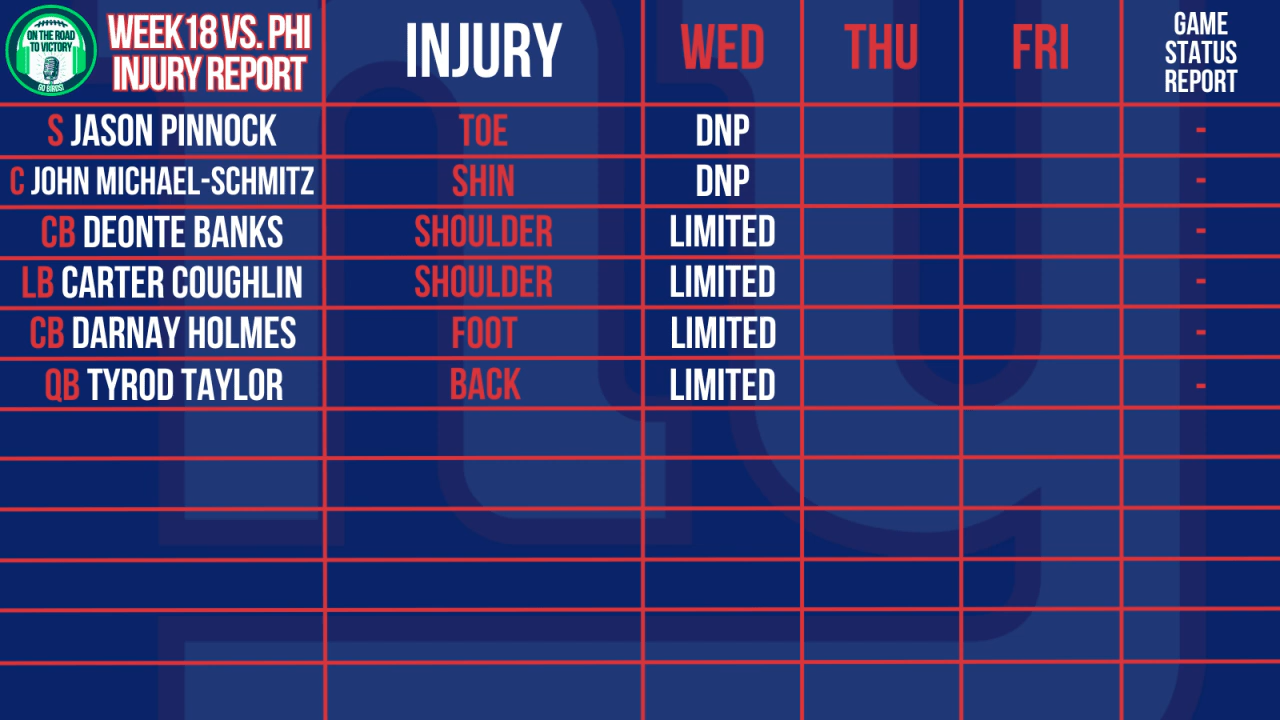 ON THE ROAD
TO VICTORY
GO BIRDS!
WEEK 18 VS. PHI
INJURY REPORT
INJURY
WED
THU
FRI
GAME
STATUS
REPORT
S JASON PINNOCK TOE DNP -
C JOHN MICHAEL-SCHMITZ SHIN DNP -
CB DEONTE BANKS SHOULDER LIMITED -
LB CARTER COUGHLIN SHOULDER LIMITED -
CB DARNAY HOLMES FOOT LIMITED -
QB TYROD TAYLOR BACK LIMITED -